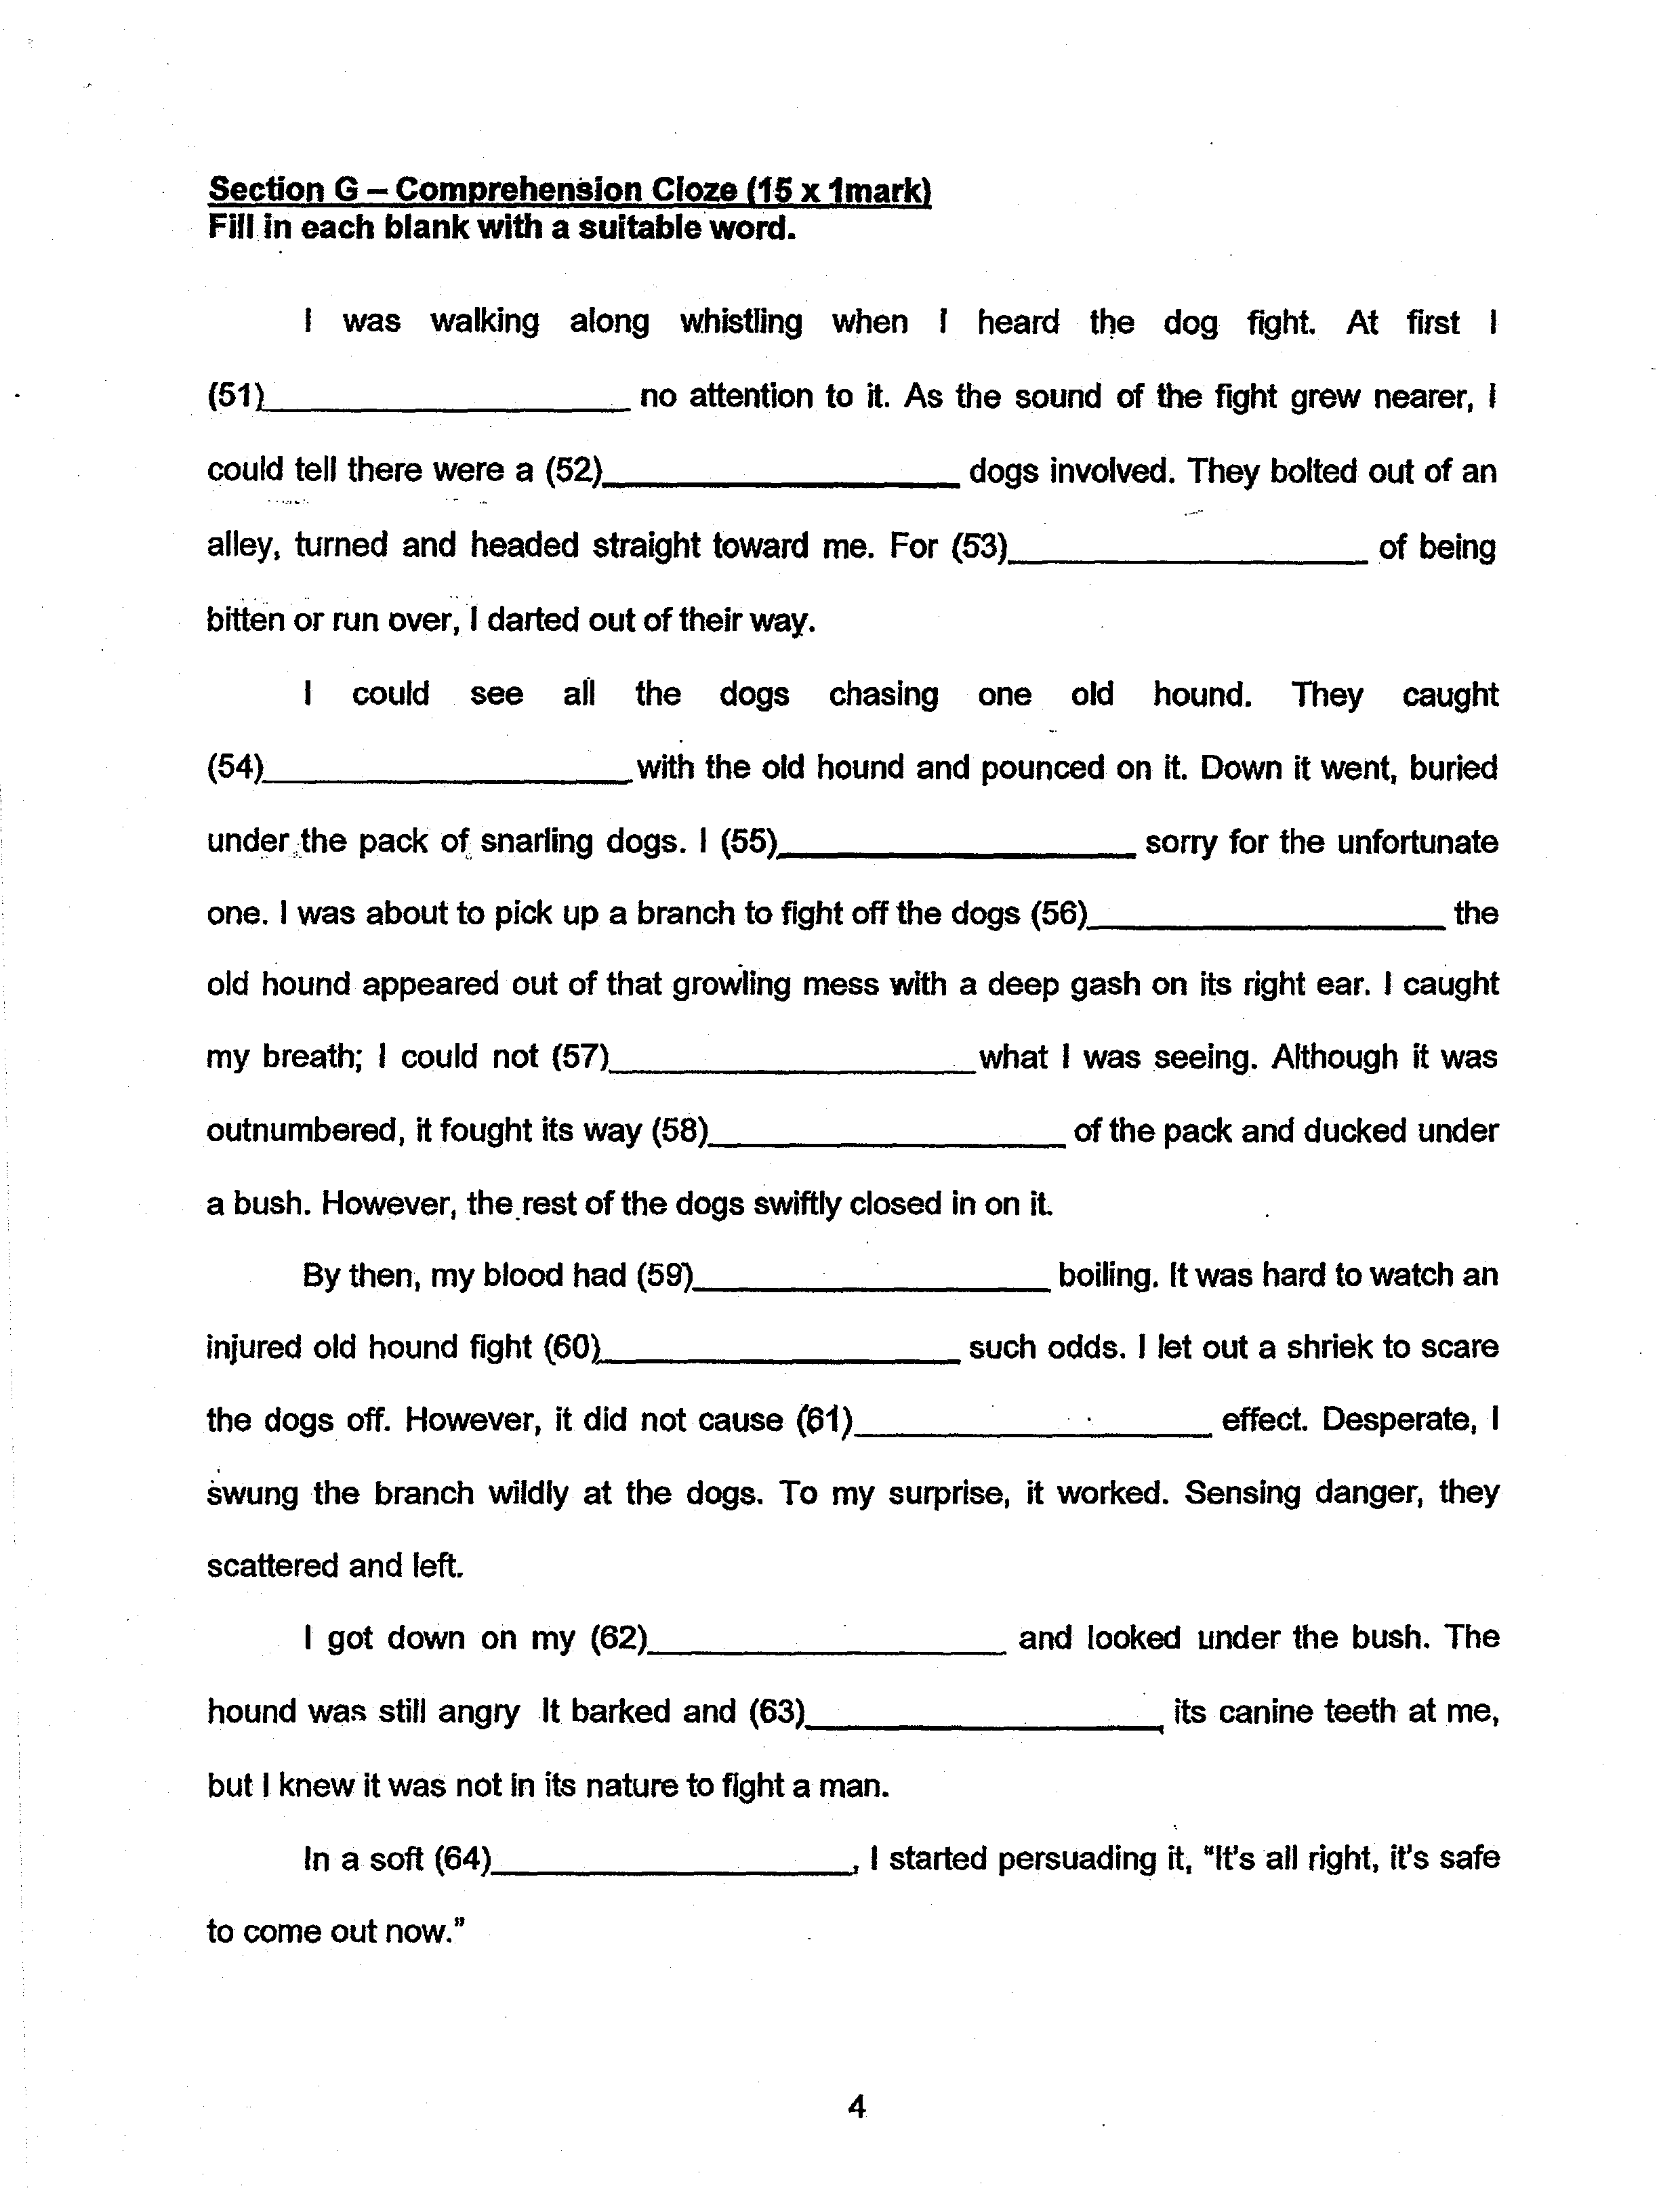 Section G – Comprehension Cloze (15 x 1mark)
Fill in each blank with a suitable word.
I was walking along whistling when I heard the dog fight. At first I
(51)____________________ no attention to it. As the sound of the fight grew nearer, I
could tell there were a (52)____________________ dogs involved. They bolted out of an
alley, turned and headed straight toward me. For (53)____________________ of being
bitten or run over, I darted out of their way.
I could see all the dogs chasing one old hound. They caught
(54)____________________ with the old hound and pounced on it. Down it went, buried
under the pack of snarling dogs. I (55)____________________ sorry for the unfortunate
one. I was about to pick up a branch to fight off the dogs (56)____________________ the
old hound appeared out of that growling mess with a deep gash on its right ear. I caught
my breath; I could not (57)____________________ what I was seeing. Although it was
outnumbered, it fought its way (58)____________________ of the pack and ducked under
a bush. However, the rest of the dogs swiftly closed in on it.
By then, my blood had (59)____________________ boiling. It was hard to watch an
injured old hound fight (60)____________________ such odds. I let out a shriek to scare
the dogs off. However, it did not cause (61)____________________ effect. Desperate, I
swung the branch wildly at the dogs. To my surprise, it worked. Sensing danger, they
scattered and left.
I got down on my (62)____________________ and looked under the bush. The
hound was still angry It barked and (63)____________________ its canine teeth at me,
but I knew it was not in its nature to fight a man.
In a soft (64)____________________, I started persuading it, "It's all right, it's safe
to come out now."
4